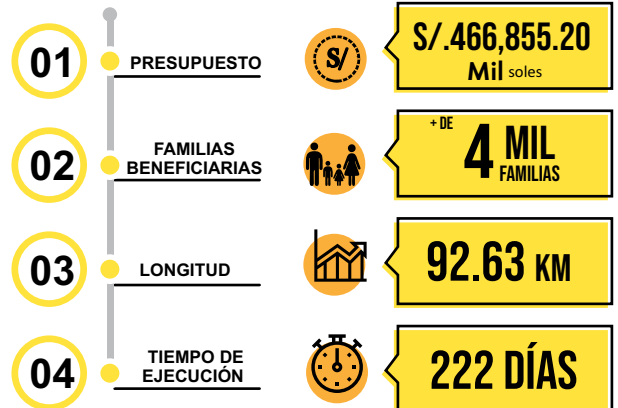 01
PRESUPUESTO
S/
S/.466,855.20
Mil soles
02
FAMILIAS
BENEFICIARIAS
+ DE
4 MIL
FAMILIAS
03
LONGITUD
92.63 KM
04
TIEMPO DE
EJECUCIÓN
222 DÍAS